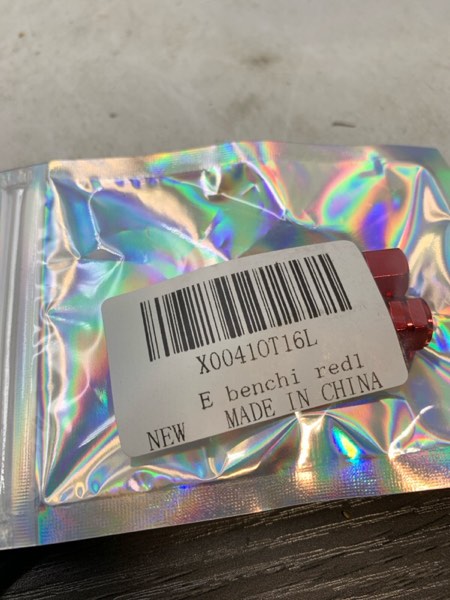 X00410T16L
E benchi red1
NEW MADE IN CHINA